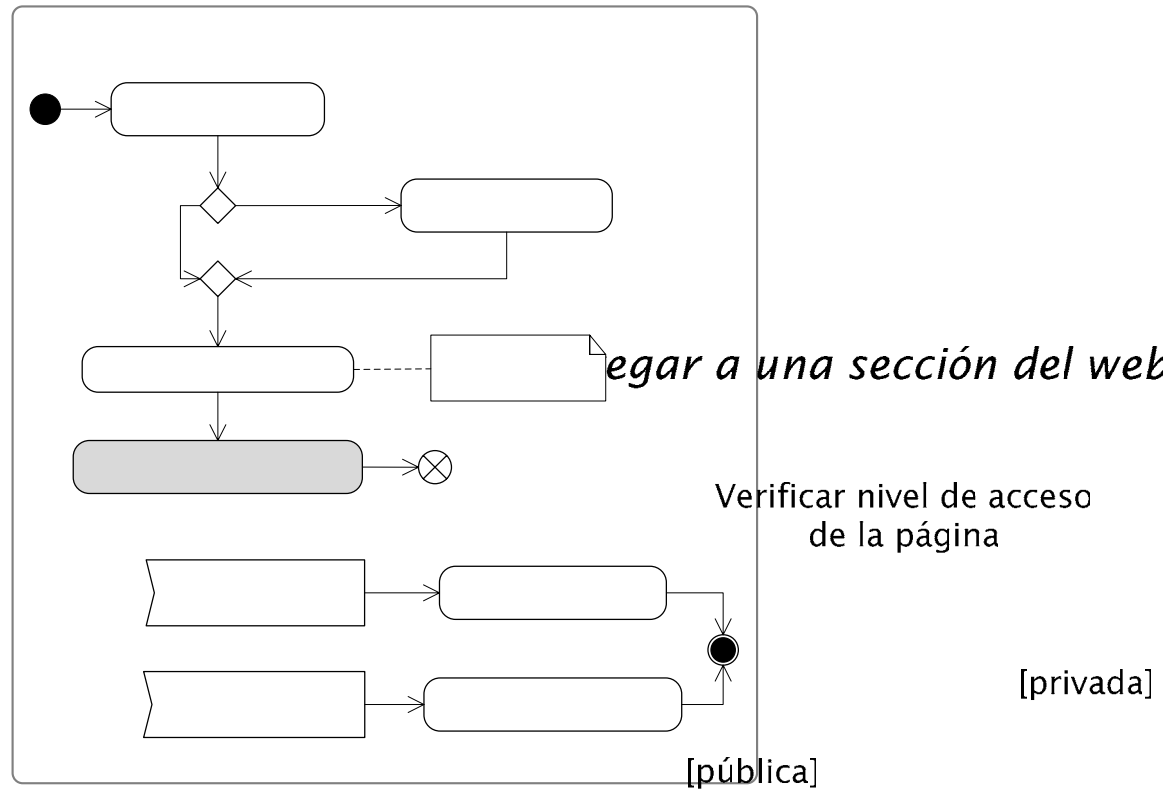 egar a una sección del web
Verificar nivel de acceso
de la página
[privada]
[pública]